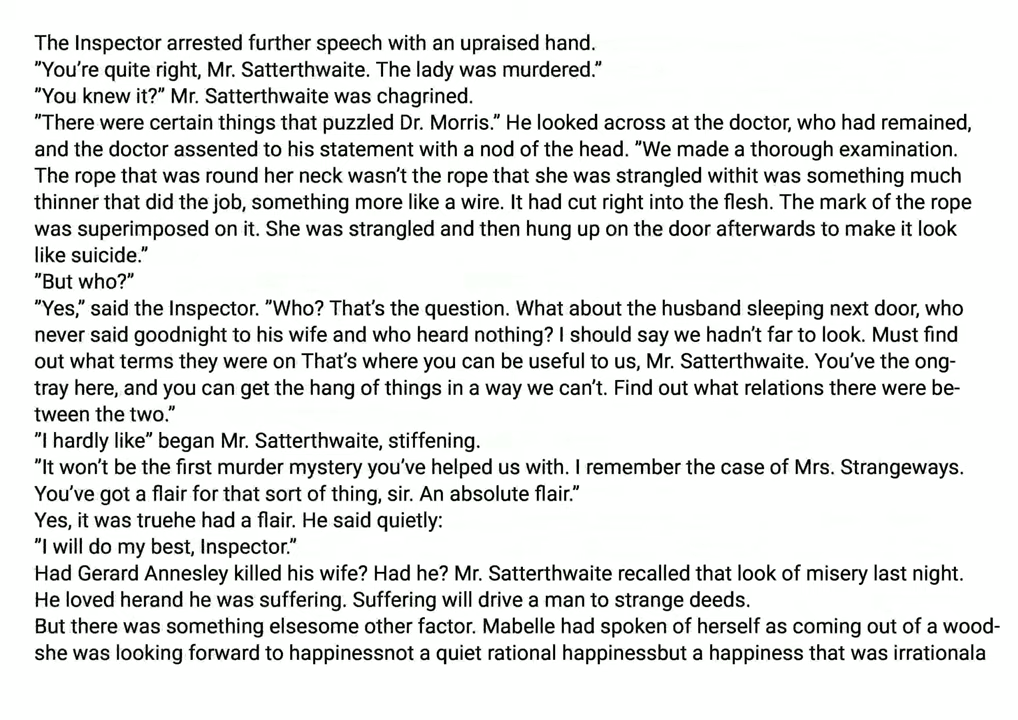 The Inspector arrested further speech with an upraised hand.
"You're quite right, Mr. Satterthwaite. The lady was murdered."
"You knew it?" Mr. Satterthwaite was chagrined.
"There were certain things that puzzled Dr. Morris." He looked across at the doctor, who had remained,
and the doctor assented to his statement with a nod of the head. "We made a thorough examination.
The rope that was round her neck wasn't the rope that she was strangled withit was something much
thinner that did the job, something more like a wire. It had cut right into the flesh. The mark of the rope
was superimposed on it. She was strangled and then hung up on the door afterwards to make it look
like suicide."
"But who?"
"Yes," said the Inspector. "Who? That's the question. What about the husband sleeping next door, who
never said goodnight to his wife and who heard nothing? I should say we hadn't far to look. Must find
out what terms they were on That's where you can be useful to us, Mr. Satterthwaite. You've the ong-
tray here, and you can get the hang of things in a way we can't. Find out what relations there were be-
tween the two."
"I hardly like" began Mr. Satterthwaite, stiffening.
"It won't be the first murder mystery you've helped us with. I remember the case of Mrs. Strangeways.
You've got a flair for that sort of thing, sir. An absolute flair."
Yes, it was truehe had a flair. He said quietly:
"I will do my best, Inspector."
Had Gerard Annesley killed his wife? Had he? Mr. Satterthwaite recalled that look of misery last night.
He loved herand he was suffering. Suffering will drive a man to strange deeds.
But there was something elsesome other factor. Mabelle had spoken of herself as coming out of a wood-
she was looking forward to happinessnot a quiet rational happinessbut a happiness that was irrationala